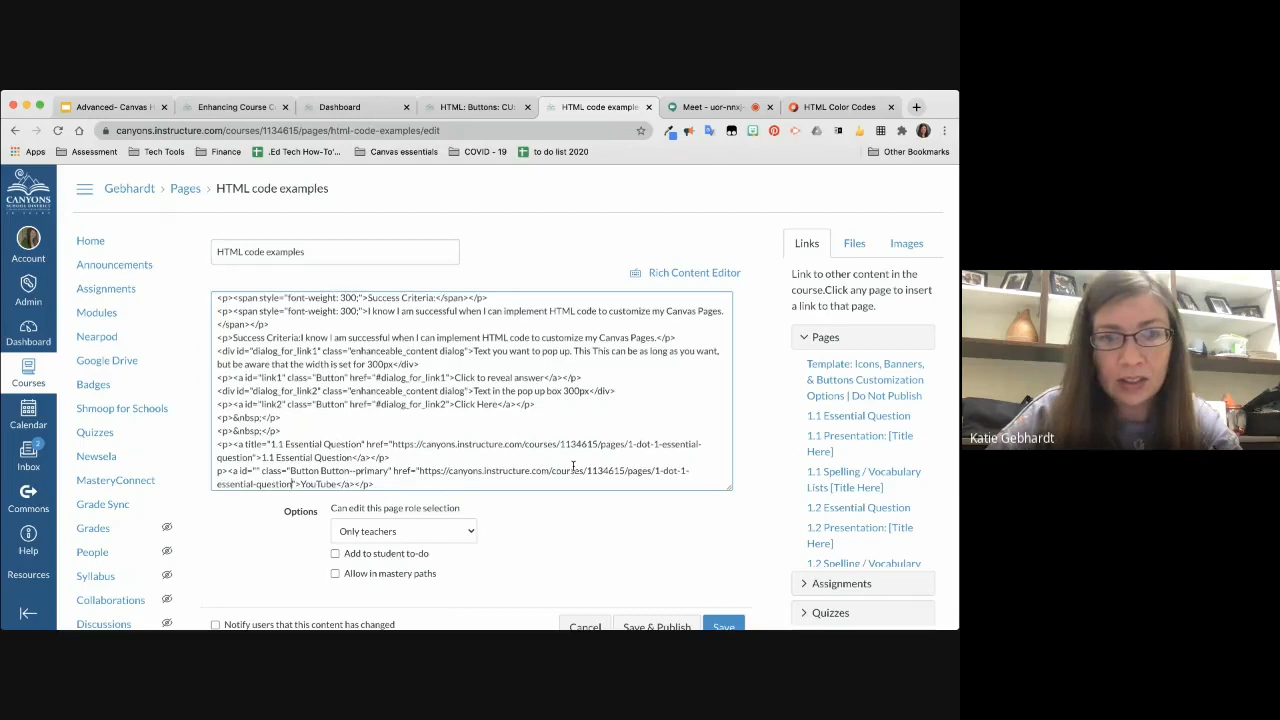 Advanced- Canvas H
Enhancing Course C
Dashboard
HTML: Buttons: CU
HTML code example
Meet - uor-nnxj-
HTML Color Codes
canyons.instructure.com/courses/1134615/pages/html-code-examples/edit
Apps
Assessment
Tech Tools
Finance
.Ed Tech How-To'...
Canvas essentials
COVID - 19
to do list 2020
Other Bookmarks
CANYONS
SCHOOL DISTRICT
Account
Admin
Dashboard
Courses
Calendar
2
Inbox
Commons
Help
Resources
Gebhardt > Pages > HTML code examples
Home
Announcements
Assignments
Modules
Nearpod
Google Drive
Badges
Shmoop for Schools
Quizzes
Newsela
MasteryConnect
Grade Sync
Grades
People
Syllabus
Collaborations
Discussions
HTML code examples
Rich Content Editor
<p><span style="font-weight: 300;">Success Criteria:</span></p>
<p><span style="font-weight: 300;">I know I am successful when I can implement HTML code to customize my Canvas Pages.
</span></p>
<p>Success Criteria:I know I am successful when I can implement HTML code to customize my Canvas Pages.</p>
<div id="dialog_for_link1" class="enhanceable_content dialog">Text you want to pop up. This This can be as long as you want,
but be aware that the width is set for 300px</div>
<p><a id="link1" class="Button" href="#dialog_for_link1">Click to reveal answer</a></p>
<div id="dialog_for_link2" class="enhanceable_content dialog">Text in the pop up box 300px</div>
<p><a id="link2" class="Button" href="#dialog_for_link2">Click Here</a></p>
<p>&nbsp;</p>
<p>&nbsp;</p>
<p><a title="1.1 Essential Question" href="https://canyons.instructure.com/courses/1134615/pages/1-dot-1-essential-
question">1.1 Essential Question</a></p>
p><a id="" class="Button Button--primary" href="https://canyons.instructure.com/courses/1134615/pages/1-dot-1-
essential-question">YouTube</a></p>
Options
Can edit this page role selection
Only teachers
Add to student to-do
Allow in mastery paths
Notify users that this content has changed
Cancel
Save & Publish
Save
Links
Files
Images
Link to other content in the
course.Click any page to insert
a link to that page.
Pages
Template: Icons, Banners,
& Buttons Customization
Options | Do Not Publish
1.1 Essential Question
1.1 Presentation: [Title
Here]
1.1 Spelling / Vocabulary
Lists [Title Here]
1.2 Essential Question
1.2 Presentation: [Title
Here]
1.2 Spelling / Vocabulary
Assignments
Quizzes
Katie Gebhardt